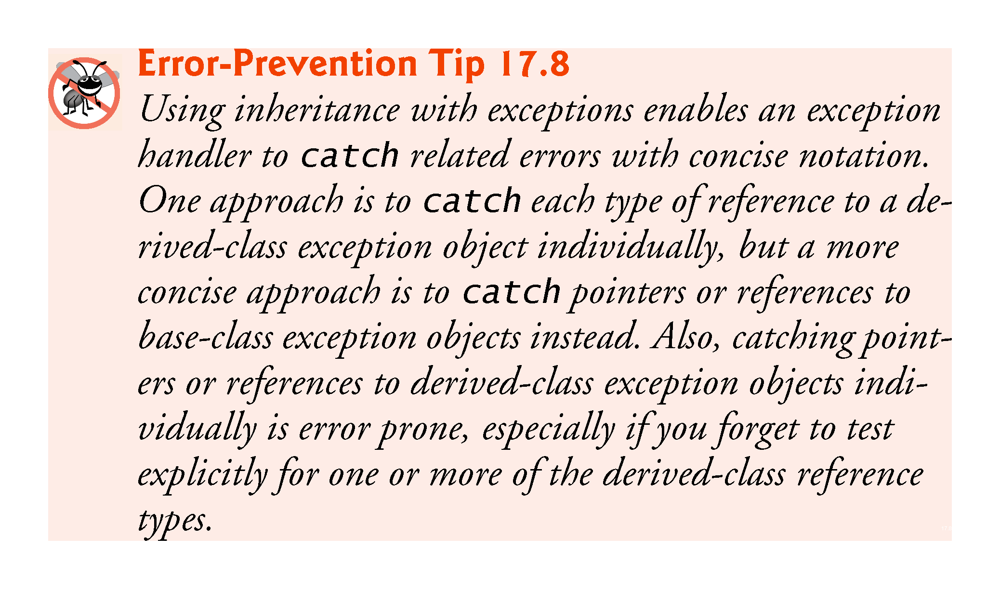 Error-Prevention Tip 17.8
Using inheritance with exceptions enables an exception
handler to catch related errors with concise notation.
One approach is to catch each type of reference to a de-
rived-class exception object individually, but a more
concise approach is to catch pointers or references to
base-class exception objects instead. Also, catching point-
ers or references to derived-class exception objects indi-
vidually is error prone, especially if you forget to test
explicitly for one or more of the derived-class reference
types.